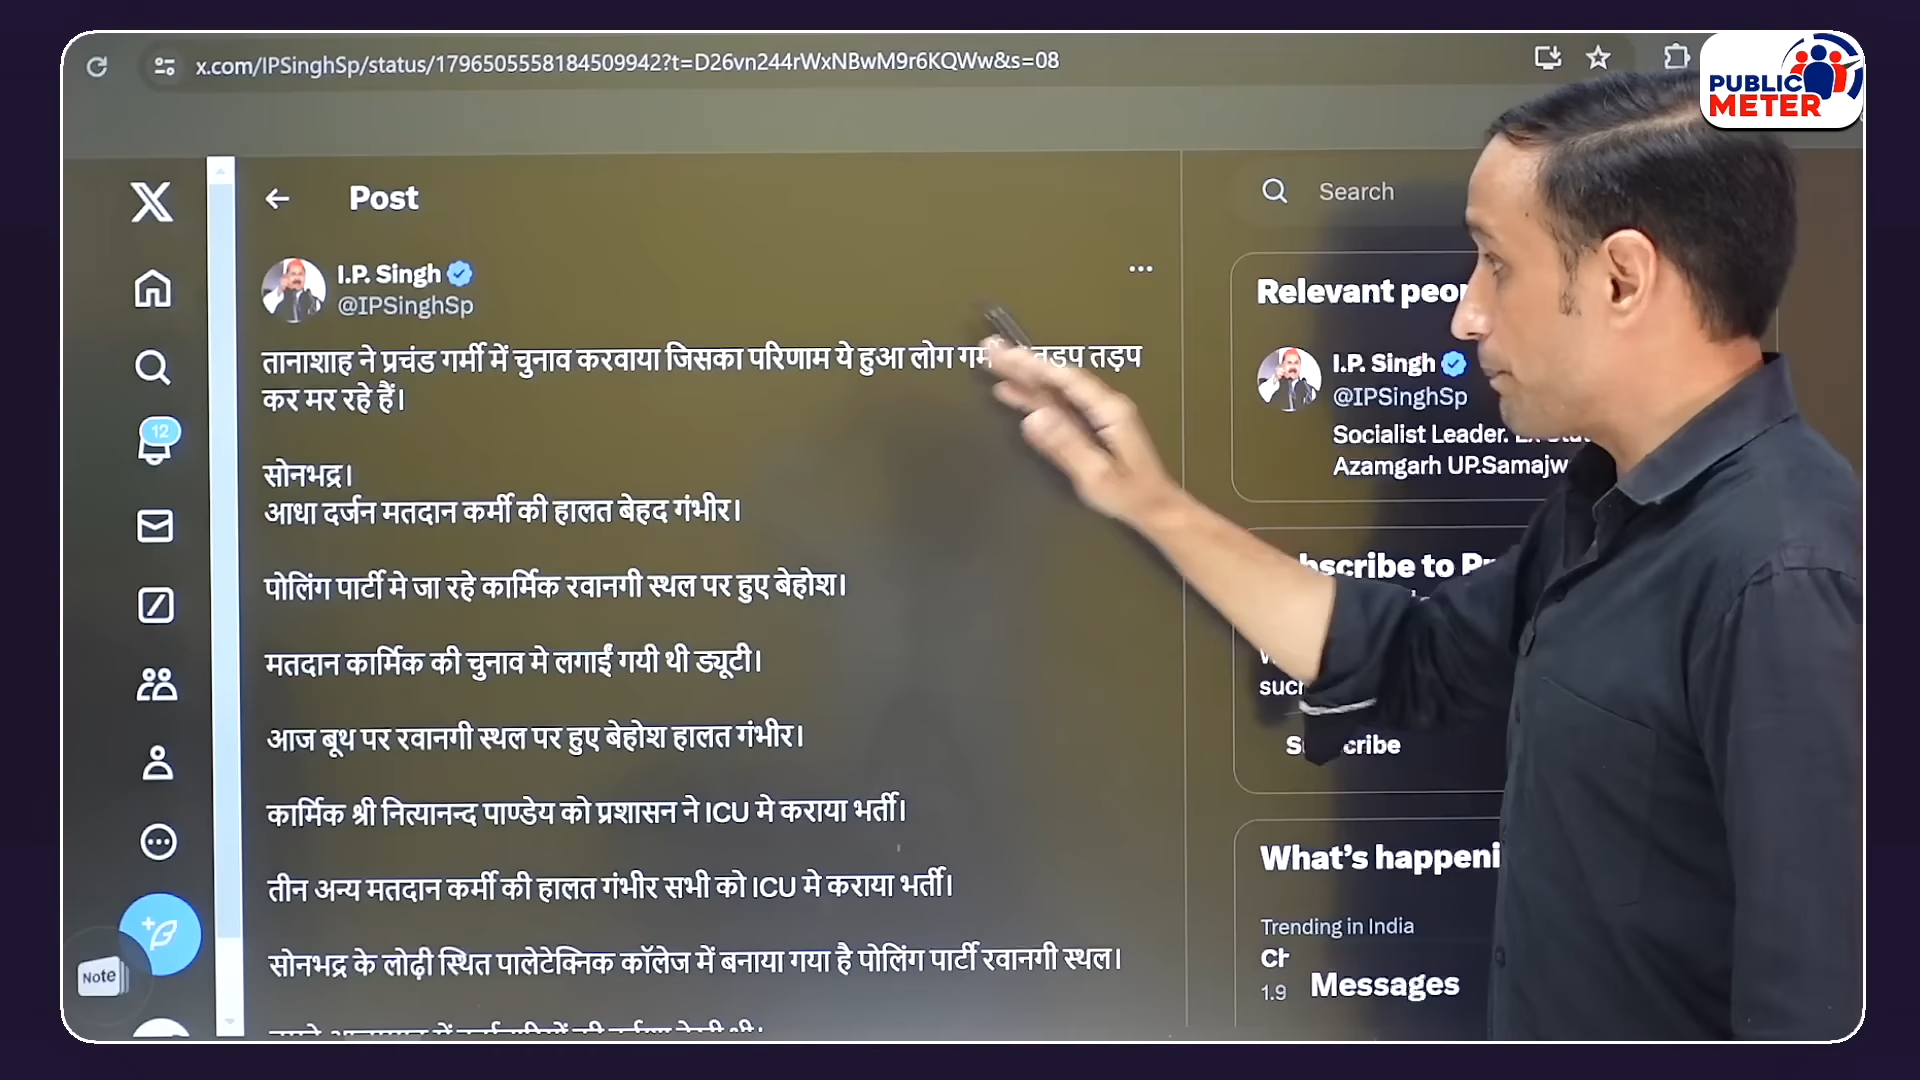 x.com/IPSinghSp/status/1796505558184509942?t=D26vn244rWxNBwM9r6KQWw&s=08
PUBLIC
METER
Post
Search
I.P. Singh
@IPSinghSp
तानाशाह ने प्रचंड गर्मी में चुनाव करवाया जिसका परिणाम ये हुआ लोग तड़प तड़प
कर मर रहे हैं।
सोनभद्र।
आधा दर्जन मतदान कर्मी की हालत बेहद गंभीर।
पोलिंग पार्टी मे जा रहे कार्मिक रवानगी स्थल पर हुए बेहोश।
मतदान कार्मिक की चुनाव मे लगाईं गयी थी ड्यूटी।
आज बूथ पर रवानगी स्थल पर हुए बेहोश हालत गंभीर।
कार्मिक श्री नित्यानन्द पाण्डेय को प्रशासन ने ICU मे कराया भर्ती।
तीन अन्य मतदान कर्मी की हालत गंभीर सभी को ICU मे कराया भर्ती।
सोनभद्र के लोढ़ी स्थित पालेटेक्निक कॉलेज में बनाया गया है पोलिंग पार्टी रवानगी स्थल।
12
Note
Relevant
I.P. Singh
@IPSinghSp
Socialist Leader.
Azamgarh UP.Samajw
to
What's happeni
Trending in India
1.9
Messages